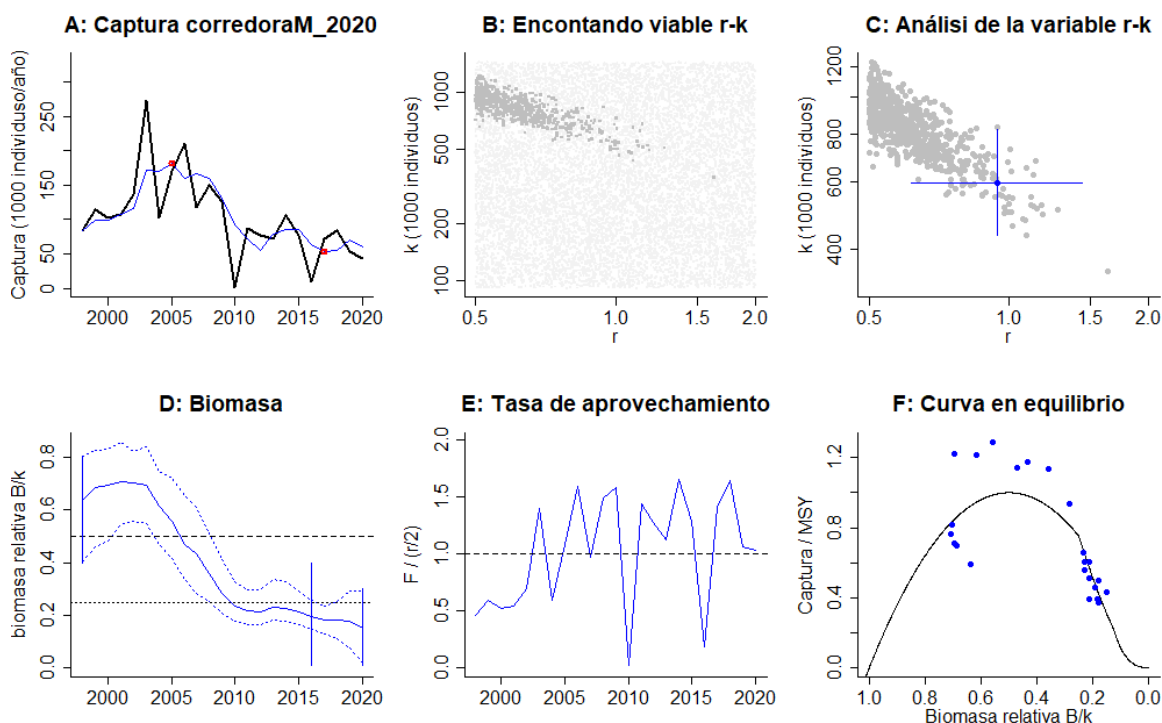 A: Captura corredoraM_2020
Captura (1000 individuso/año)
0 50 150 250
2000 2005 2010 2015 2020
B: Encontando viable r-k
k (1000 individuos)
100 200 500 1000
0.5 1.0 1.5 2.0
r
C: Análisi de la variable r-k
k (1000 individuos)
400 600 800 1200
0.5 1.0 1.5 2.0
r
D: Biomasa
biomasa relativa B/k
0.0 0.2 0.4 0.6 0.8
2000 2005 2010 2015 2020
E: Tasa de aprovechamiento
F / (r/2)
0.0 0.5 1.0 1.5 2.0
2000 2005 2010 2015 2020
F: Curva en equilibrio
Captura / MSY
0.0 0.4 0.8 1.2
1.0 0.8 0.6 0.4 0.2 0.0
Biomasa relativa B/k